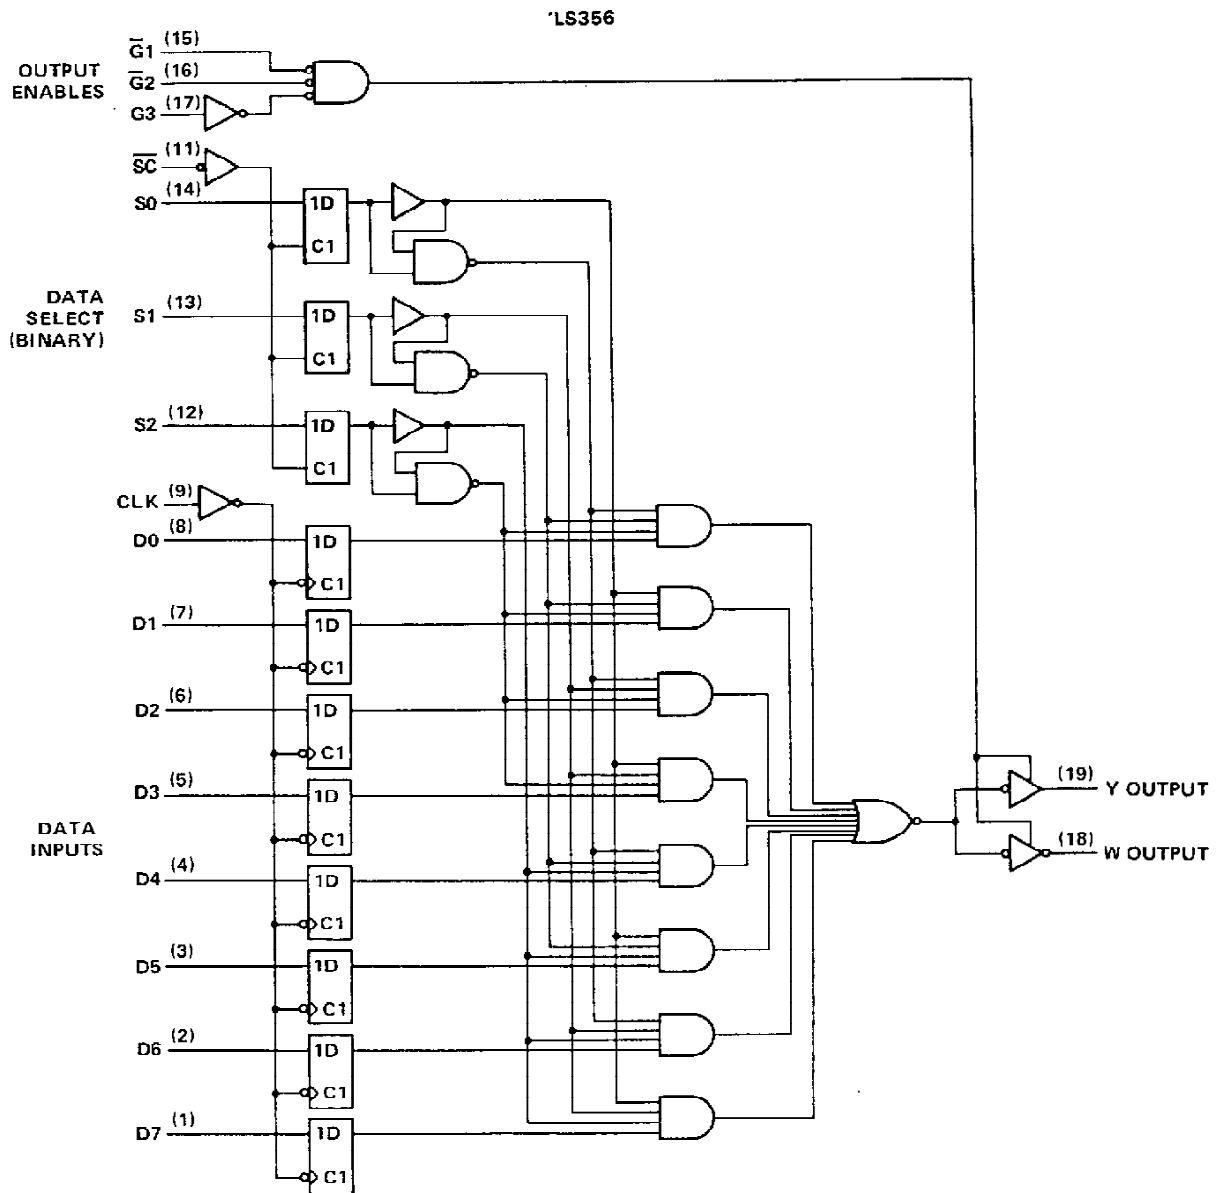 'LS356
G̅1 (15)
OUTPUT ENABLES
G̅2 (16)
G3 (17)
S̅C̅ (11)
S0 (14)
1D
C1
DATA SELECT (BINARY)
S1 (13)
1D
C1
S2 (12)
1D
C1
CLK (9)
D0 (8)
1D
C1
D1 (7)
1D
C1
D2 (6)
1D
C1
D3 (5)
1D
C1
DATA INPUTS
D4 (4)
1D
C1
D5 (3)
1D
C1
D6 (2)
1D
C1
D7 (1)
1D
C1
(19) Y OUTPUT
(18) W OUTPUT